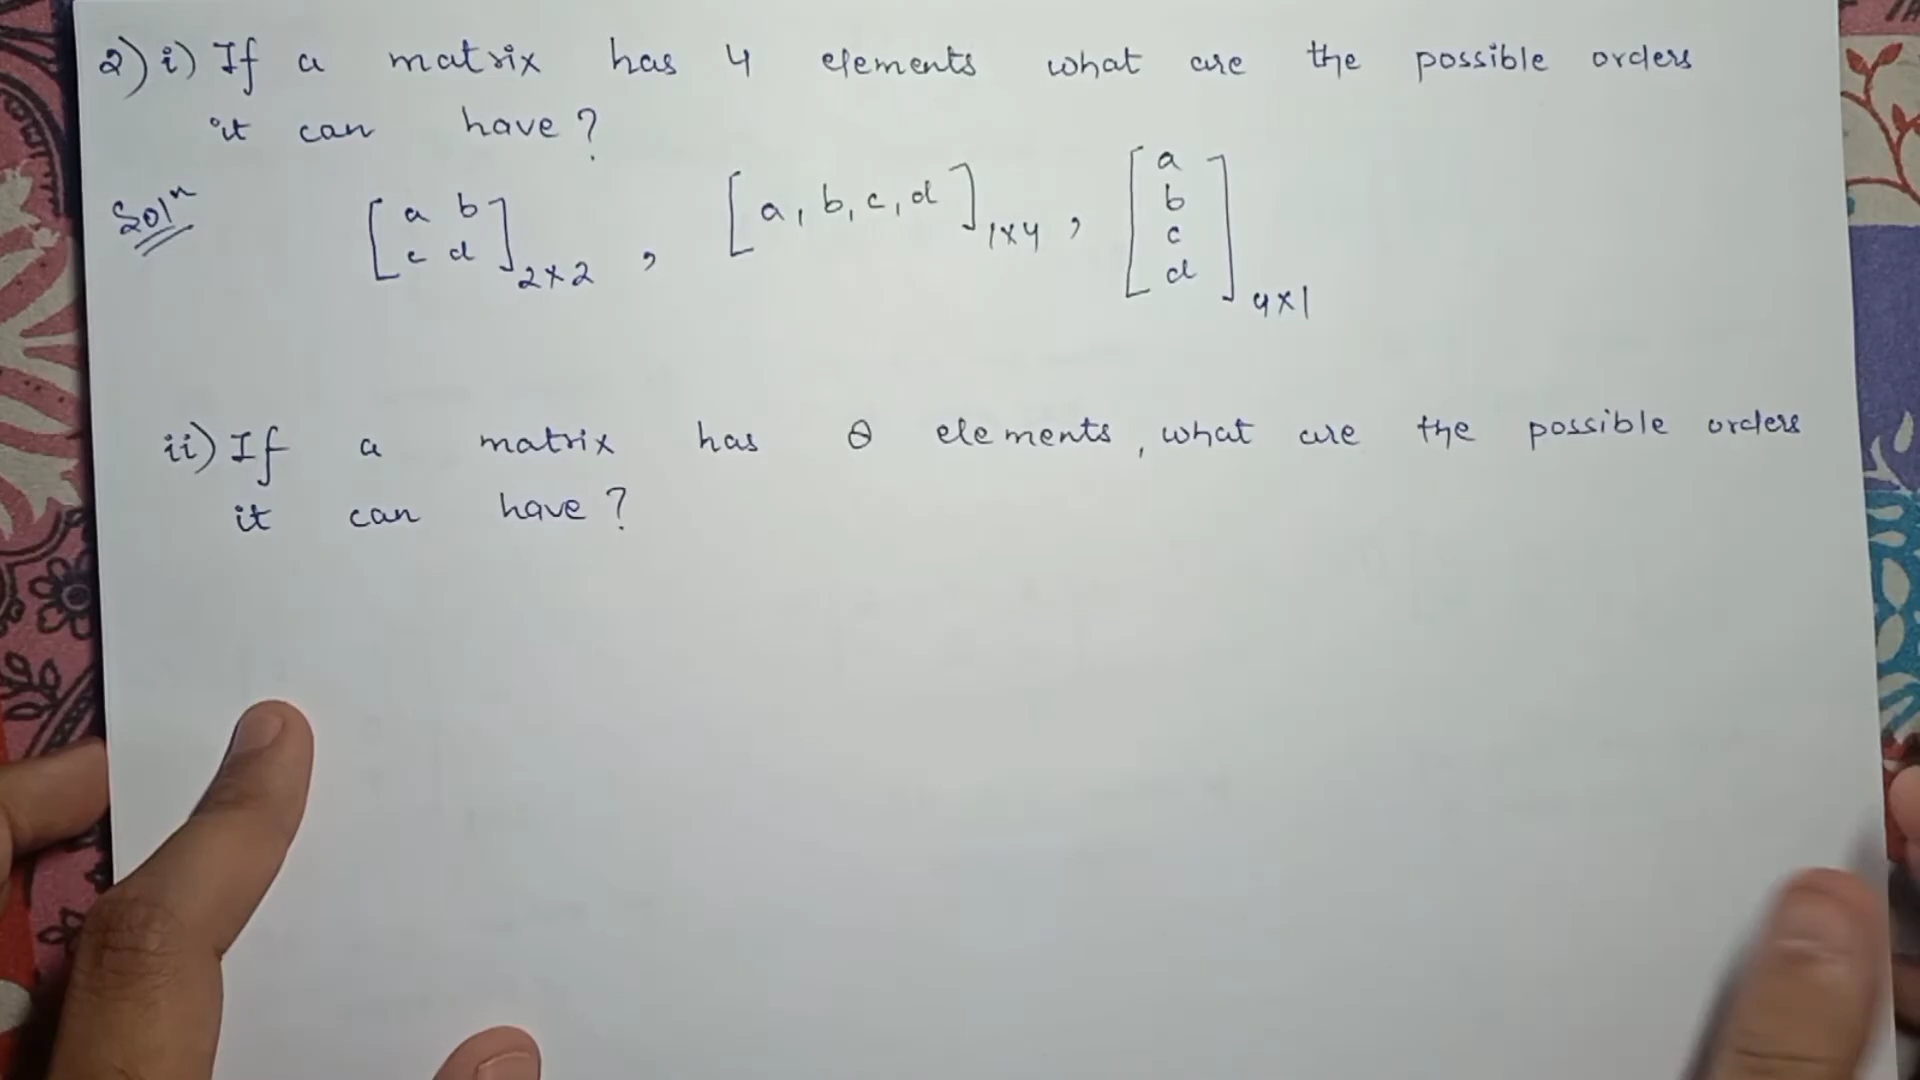 2) i) If a matrix has 4 elements what are the possible orders
it can have?
Solⁿ
[a b
c d]2×2 , [a, b, c, d]1×4 , [a
b
c
d]4×1
ii) If a matrix has 8 elements, what are the possible orders
it can have?